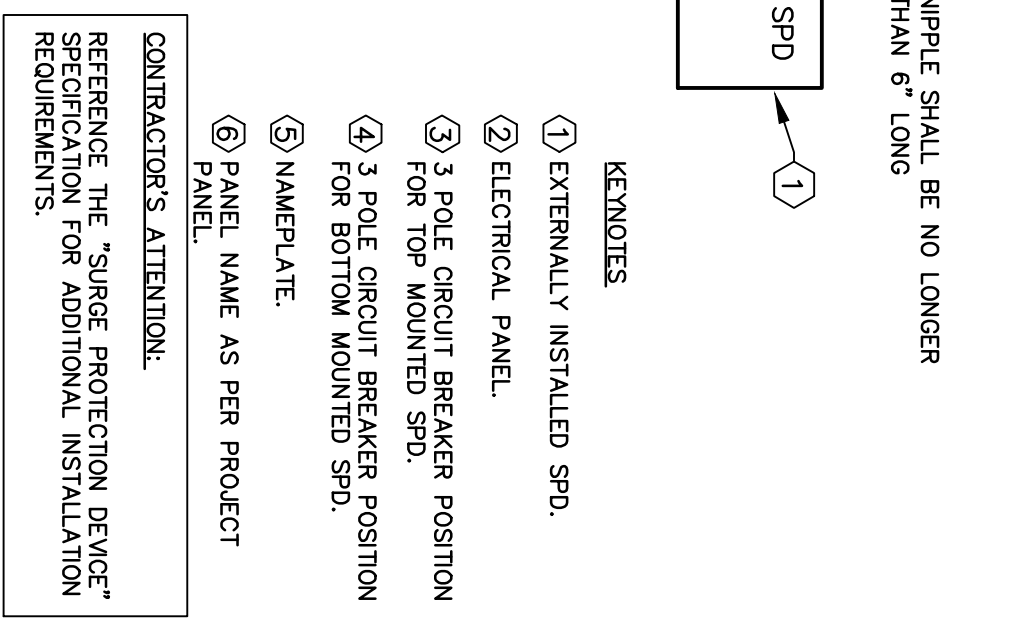 NIPPLE SHALL BE NO LONGER
THAN 6" LONG
SPD
1
KEYNOTES
1 EXTERNALLY INSTALLED SPD.
2 ELECTRICAL PANEL.
3 3 POLE CIRCUIT BREAKER POSITION
FOR TOP MOUNTED SPD.
4 3 POLE CIRCUIT BREAKER POSITION
FOR BOTTOM MOUNTED SPD.
5 NAMEPLATE.
6 PANEL NAME AS PER PROJECT
PANEL.
CONTRACTOR'S ATTENTION:
REFERENCE THE "SURGE PROTECTION DEVICE"
SPECIFICATION FOR ADDITIONAL INSTALLATION
REQUIREMENTS.